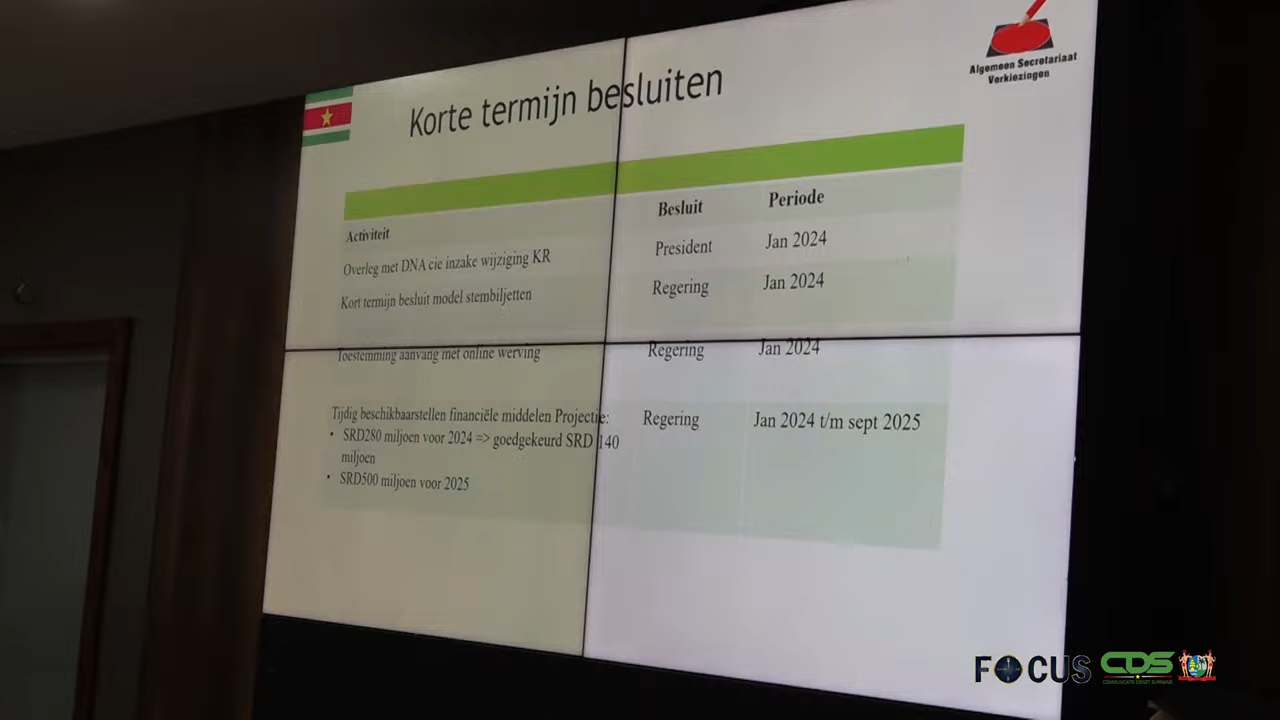 Algemeen Secretariaat
Verkiezingen
Korte termijn besluiten
Activiteit Besluit Periode
Overleg met DNA cie inzake wijziging KR President Jan 2024
Kort termijn besluit model stembiljetten Regering Jan 2024
Toestemming aanvang met online werving Regering Jan 2024
Tijdig beschikbaarstellen financiële middelen Projectie: Regering Jan 2024 t/m sept 2025
• SRD280 miljoen voor 2024 => goedgekeurd SRD 140
miljoen
• SRD500 miljoen voor 2025
FOCUS CDS
COMMUNICATIE DIENST SURINAME